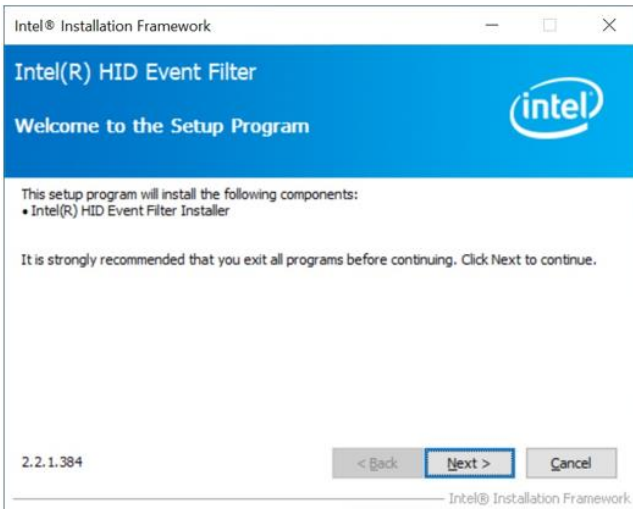 Intel® Installation Framework
Intel(R) HID Event Filter
intel
Welcome to the Setup Program
This setup program will install the following components:
• Intel(R) HID Event Filter Installer
It is strongly recommended that you exit all programs before continuing. Click Next to continue.
2.2.1.384
< Back
Next >
Cancel
Intel® Installation Framework